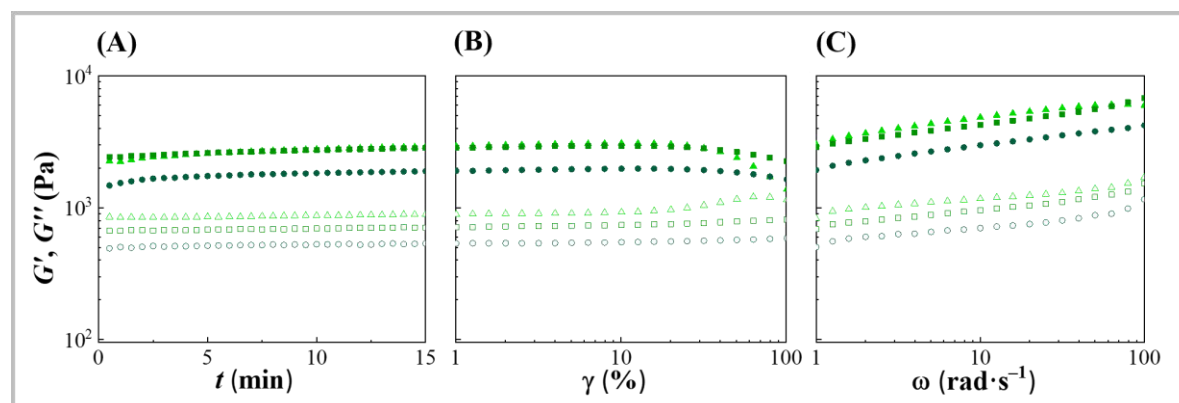 (A) (B) (C)
10⁴
10³
10²
G′, G″ (Pa)
0 5 10 15
t (min)
1 10 100
γ (%)
1 10 100
ω (rad·s⁻¹)